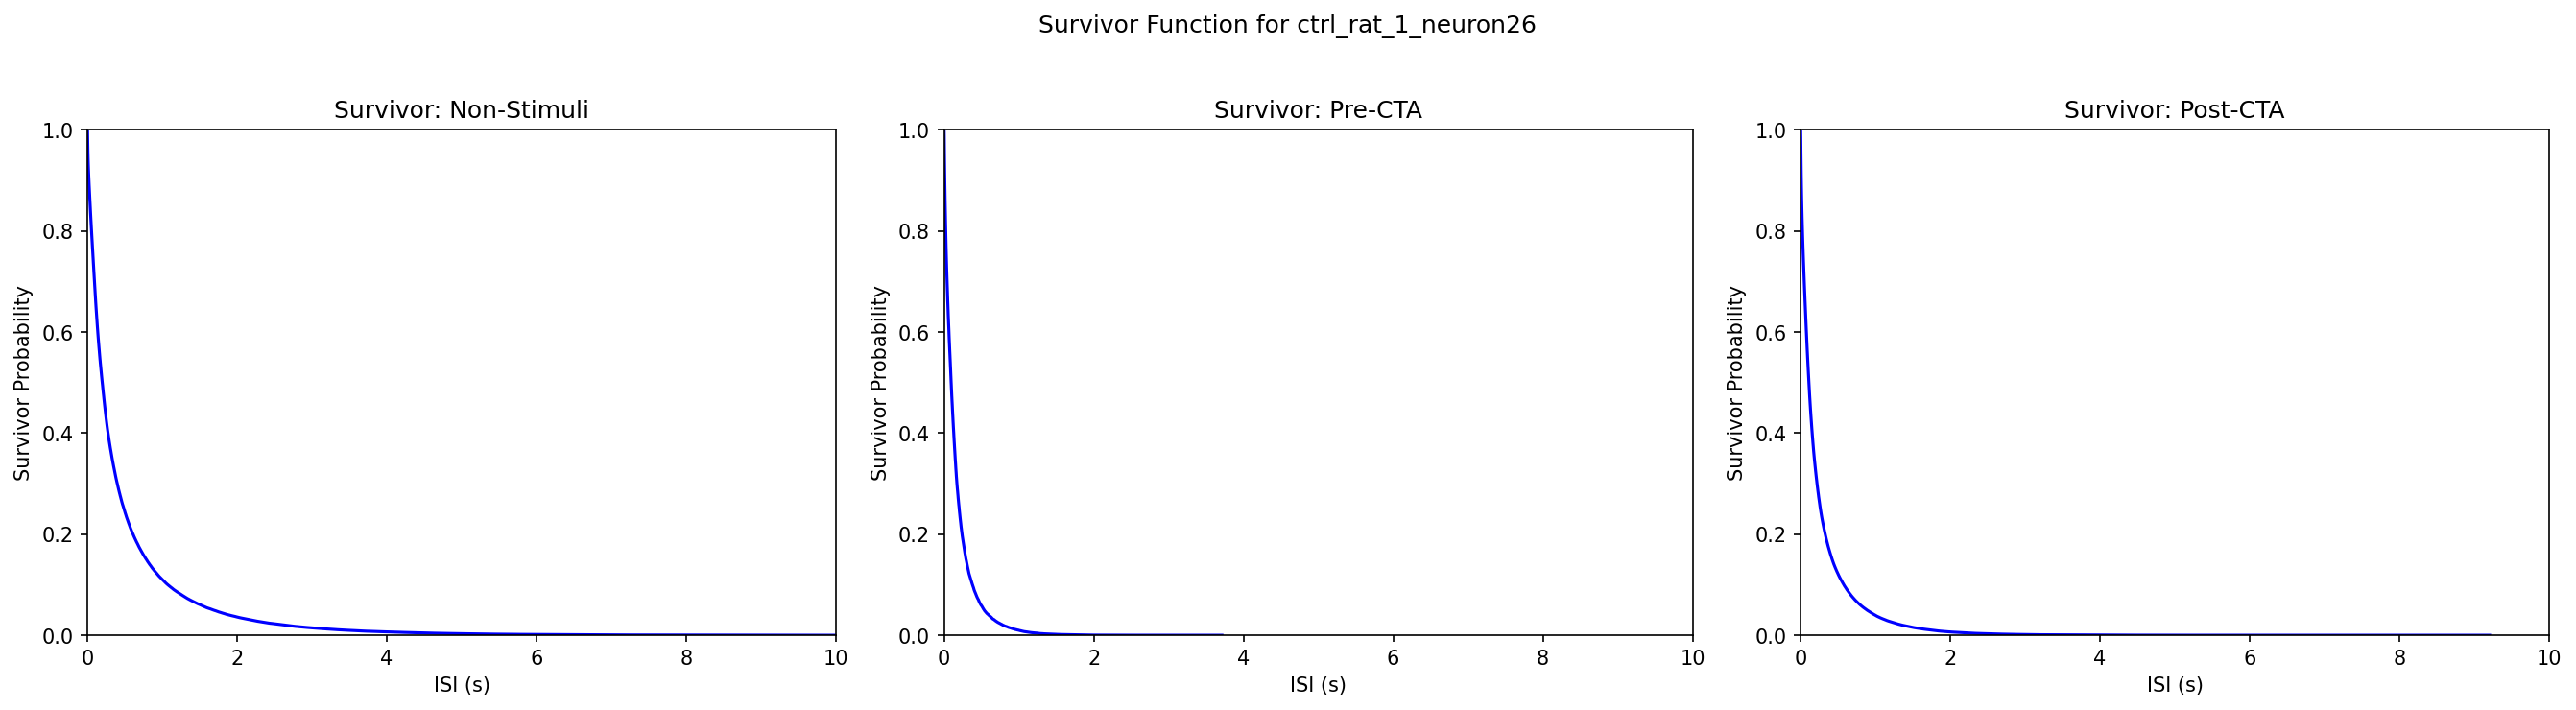 Survivor Function for ctrl_rat_1_neuron26
Survivor: Non-Stimuli
1.0
0.8
0.6
0.4
0.2
0.0
Survivor Probability
0 2 4 6 8 10
ISI (s)
Survivor: Pre-CTA
1.0
0.8
0.6
0.4
0.2
0.0
Survivor Probability
0 2 4 6 8 10
ISI (s)
Survivor: Post-CTA
1.0
0.8
0.6
0.4
0.2
0.0
Survivor Probability
0 2 4 6 8 10
ISI (s)